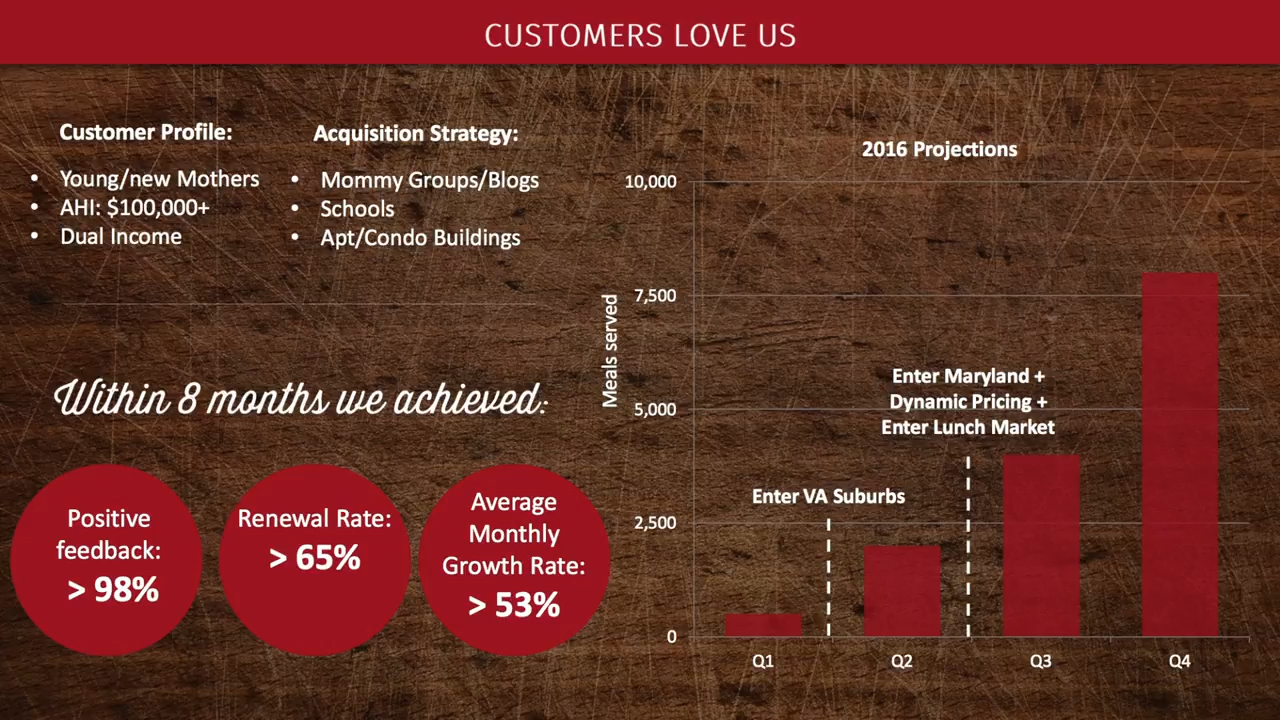 CUSTOMERS LOVE US
Customer Profile:
• Young/new Mothers
• AHI: $100,000+
• Dual Income
Acquisition Strategy:
• Mommy Groups/Blogs
• Schools
• Apt/Condo Buildings
Within 8 months we achieved:
Positive
feedback:
> 98%
Renewal Rate:
> 65%
Average
Monthly
Growth Rate:
> 53%
2016 Projections
Meals served
10,000
7,500
5,000
2,500
0
Enter VA Suburbs
Enter Maryland +
Dynamic Pricing +
Enter Lunch Market
Q1
Q2
Q3
Q4